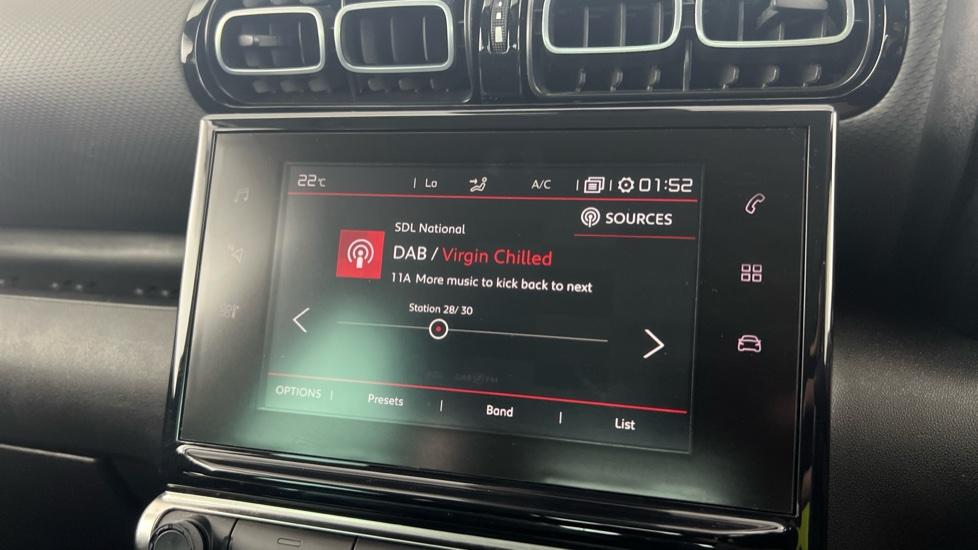 22°C | Lo A/C | | 01:52
SOURCES
SDL National
DAB / Virgin Chilled
11A More music to kick back to next
Station 28/ 30
OPTIONS | Presets | Band | List